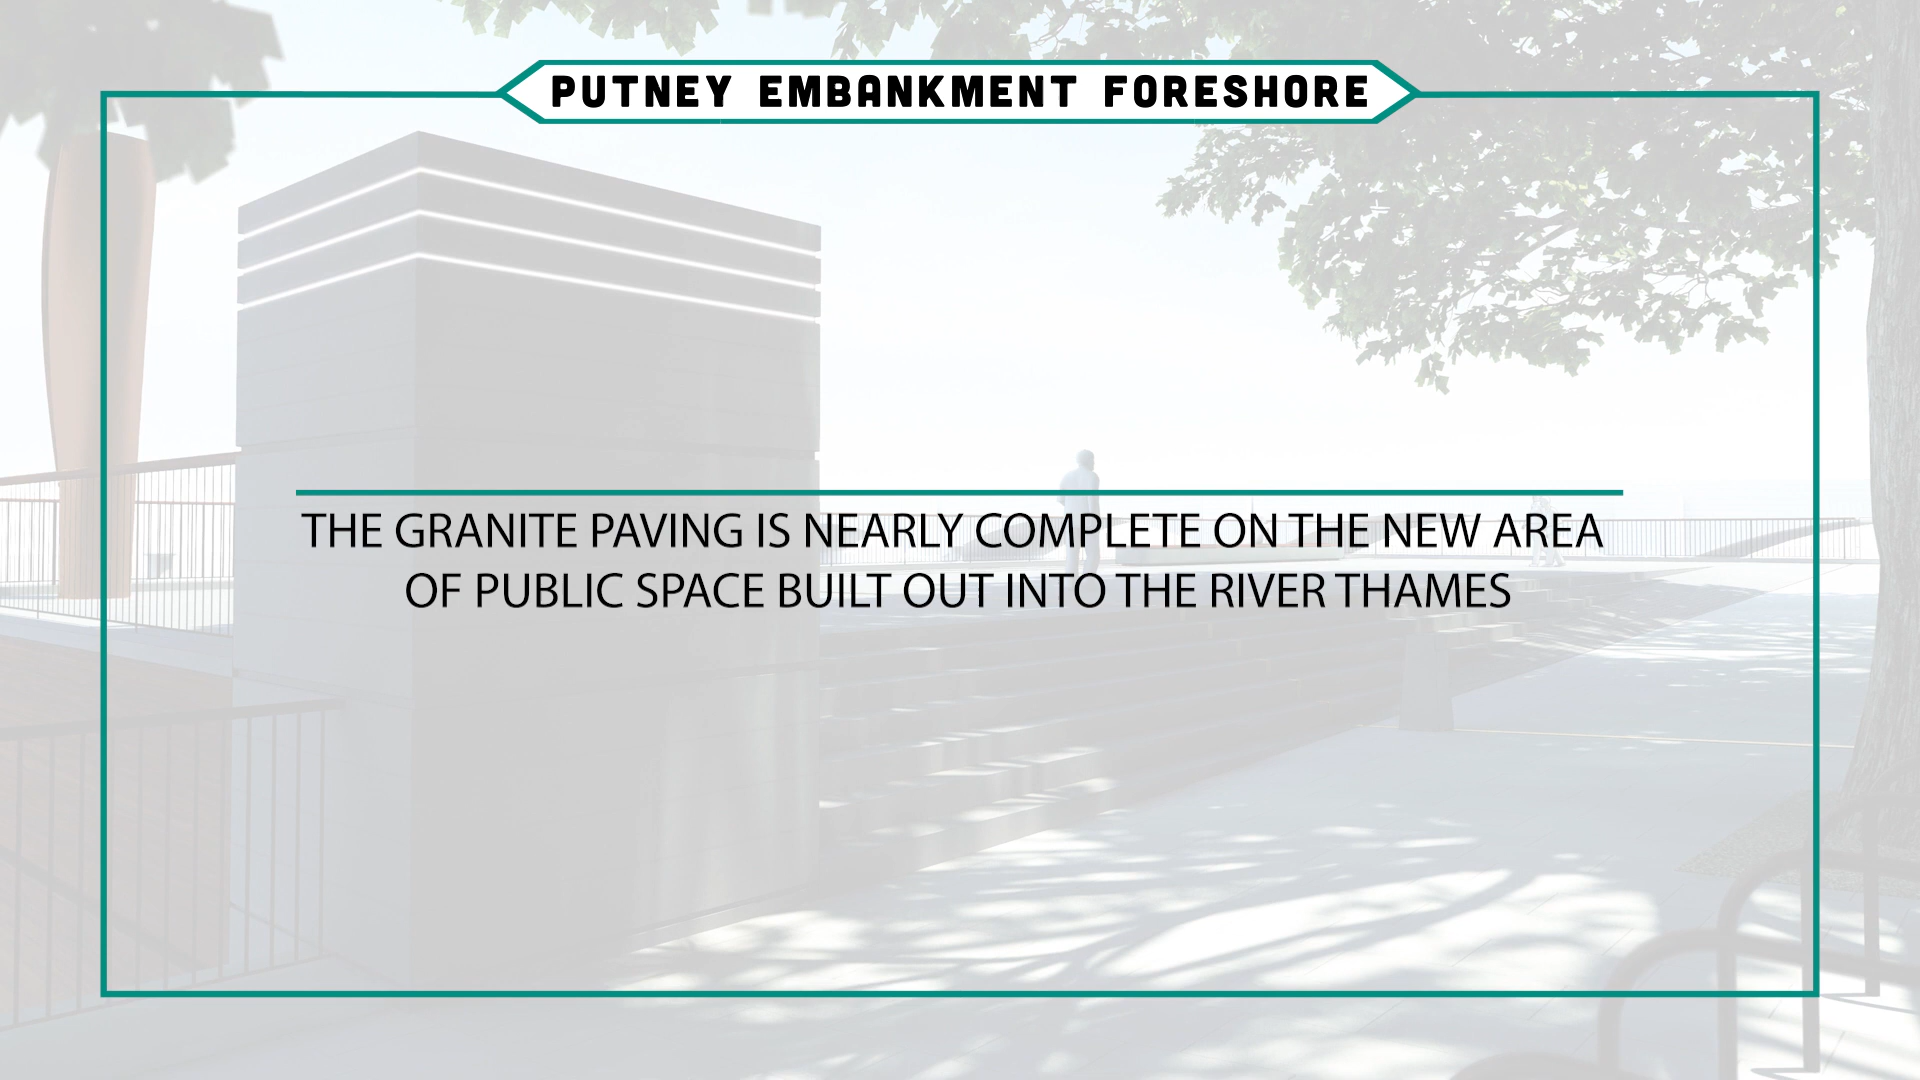 PUTNEY EMBANKMENT FORESHORE
THE GRANITE PAVING IS NEARLY COMPLETE ON THE NEW AREA
OF PUBLIC SPACE BUILT OUT INTO THE RIVER THAMES